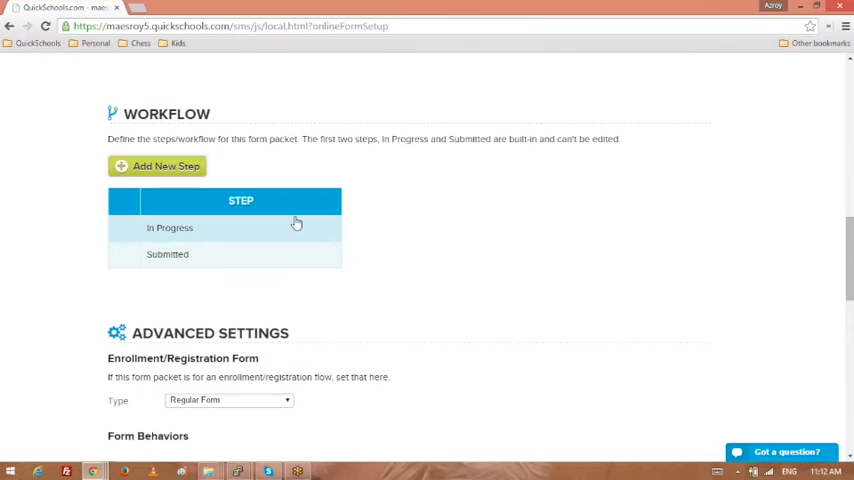 QuickSchools.com - maes
Azroy
https://maesroy5.quickschools.com/sms/js/local.html?onlineFormSetup
QuickSchools
Personal
Chess
Kids
Other bookmarks
WORKFLOW
Define the steps/workflow for this form packet. The first two steps, In Progress and Submitted are built-in and can't be edited.
Add New Step
STEP
In Progress
Submitted
ADVANCED SETTINGS
Enrollment/Registration Form
If this form packet is for an enrollment/registration flow, set that here.
Type
Regular Form
Form Behaviors
Got a question?
ENG
11:12 AM